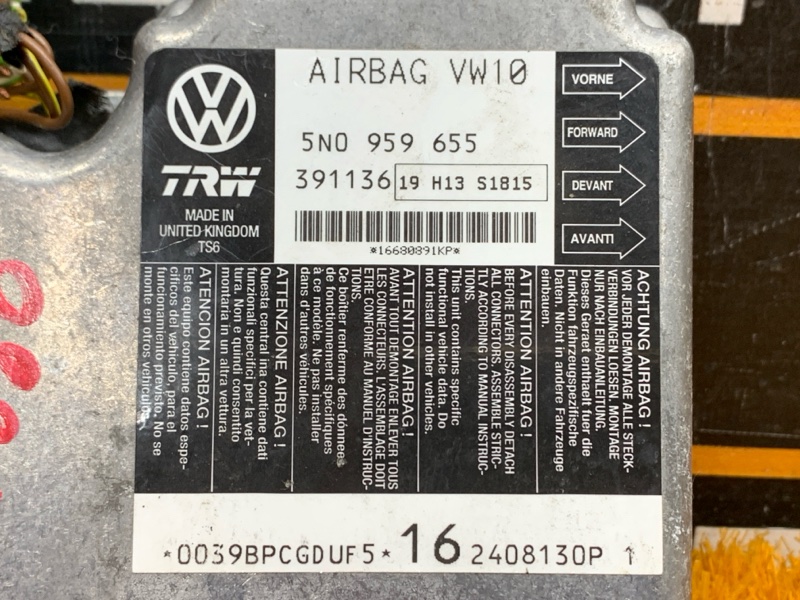 AIRBAG VW10
VORNE
FORWARD
DEVANT
AVANTI
5N0 959 655
391136 19 H13 S1815
TRW
MADE IN
UNITED KINGDOM
TS6
*16680891KP*
ACHTUNG AIRBAG !
VOR JEDER DEMONTAGE ALLE STECK-
VERBINDUNGEN LOESEN, MONTAGE
NUR NACH EINBAUANLEITUNG.
Dieses Geraet enthaelt fuer die
Funktion fahrzeugspezifische
Daten. Nicht in andere Fahrzeuge
einbauen.
ATTENTION AIRBAG !
BEFORE EVERY DISASSEMBLY DETACH
ALL CONNECTORS. ASSEMBLE STRIC-
TLY ACCORDING TO MANUAL INSTRUC-
TIONS.
This unit contains specific
functional vehicle data. Do
not install in other vehicles.
ATTENTION AIRBAG !
AVANT TOUT DEMONTAGE ENLEVER TOUS
LES CONNECTEURS. L'ASSEMBLAGE DOIT
ETRE CONFORME AU MANUEL D'INSTRUC-
TIONS.
Ce boîtier renferme des données
de fonctionnement spécifiques
à ce modèle. Ne pas installer
dans d'autres véhicules.
ATTENZIONE AIRBAG !
Questa central ina contiene dati
funzionali specifici per la vet-
tura. Non e quindi consentito
montaria in un altra vettura.
ATENCION AIRBAG !
Este equipo contiene datos espe-
cíficos del vehículo, para el
funcionamiento previsto. No se
monte en otros vehículos.
*0039BPCGDUF5* 16 2408130P 1